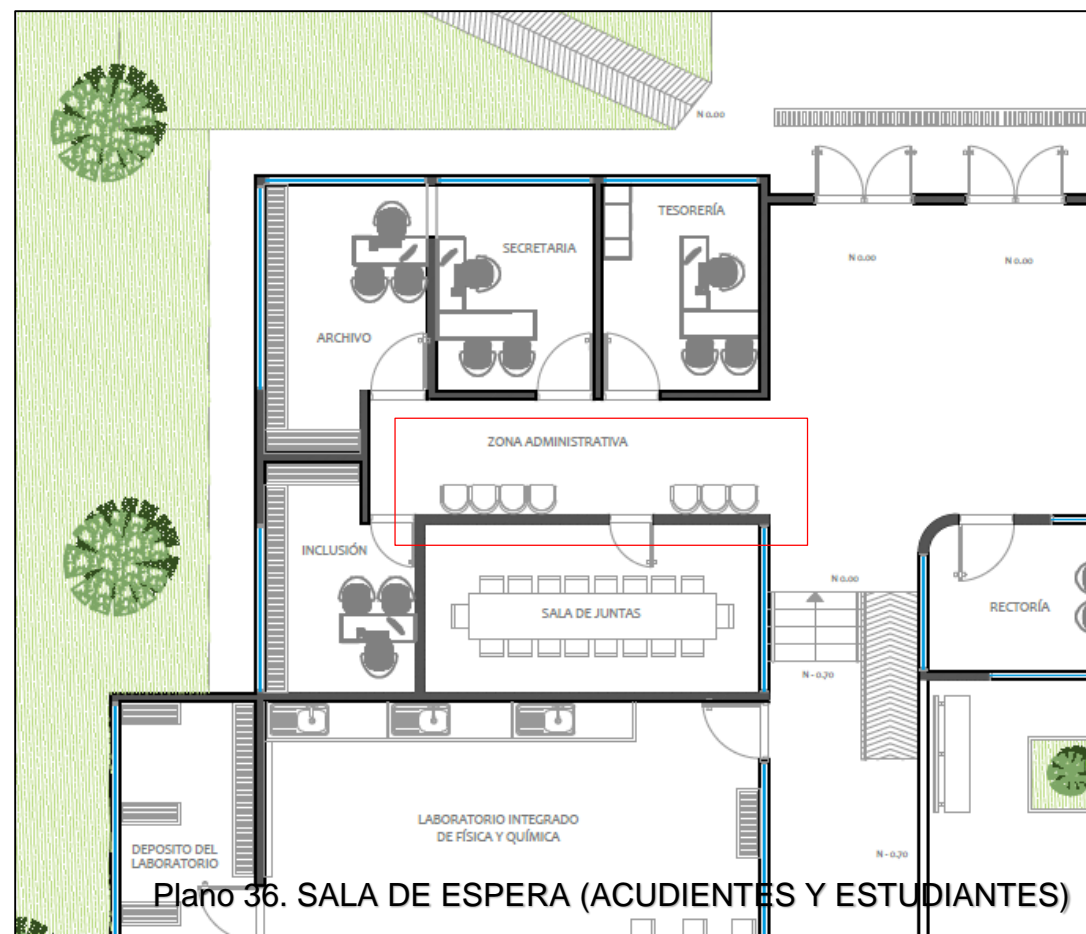 N 0.00
TESORERÍA
SECRETARIA
N 0.00
N 0.00
ARCHIVO
ZONA ADMINISTRATIVA
INCLUSIÓN
N 0.00
SALA DE JUNTAS
RECTORÍA
N - 0.70
LABORATORIO INTEGRADO
DE FÍSICA Y QUÍMICA
DEPOSITO DEL
LABORATORIO
N - 0.70
Plano 36. SALA DE ESPERA (ACUDIENTES Y ESTUDIANTES)